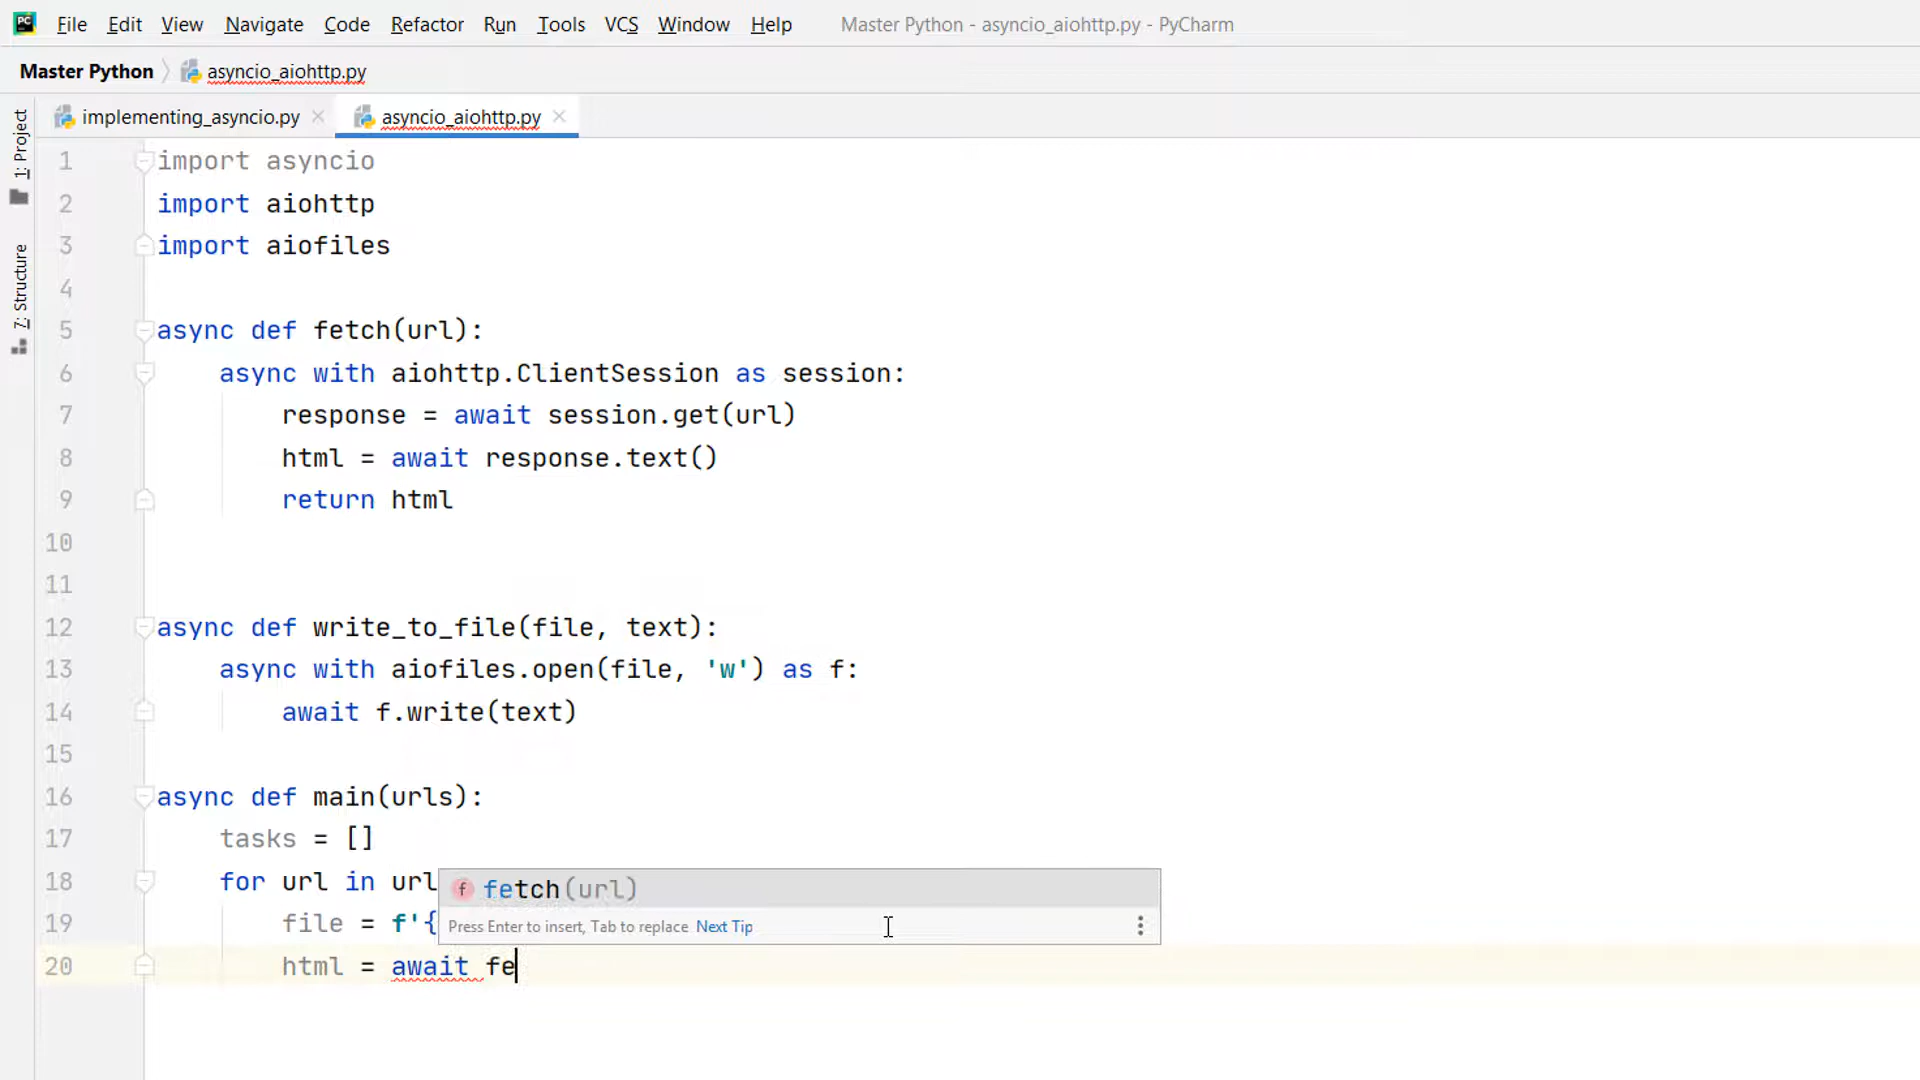 File Edit View Navigate Code Refactor Run Tools VCS Window Help Master Python - asyncio_aiohttp.py - PyCharm
Master Python asyncio_aiohttp.py
implementing_asyncio.py asyncio_aiohttp.py
1: Project
7: Structure
1 import asyncio
2 import aiohttp
3 import aiofiles
4
5 async def fetch(url):
6 async with aiohttp.ClientSession as session:
7 response = await session.get(url)
8 html = await response.text()
9 return html
10
11
12 async def write_to_file(file, text):
13 async with aiofiles.open(file, 'w') as f:
14 await f.write(text)
15
16 async def main(urls):
17 tasks = []
18 for url in url
f fetch(url)
19 file = f'{
Press Enter to insert, Tab to replace Next Tip
20 html = await fe